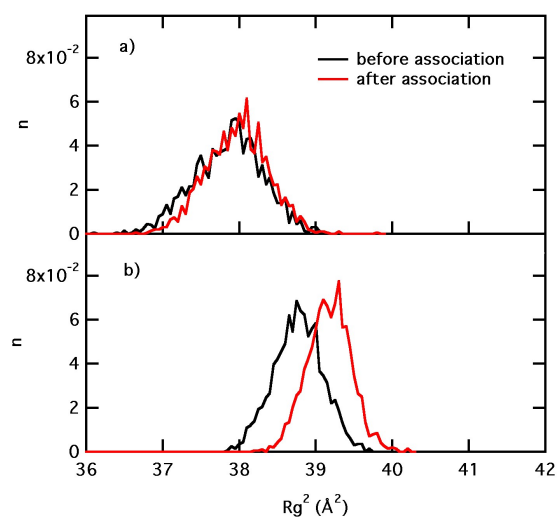 a)
before association
after association
8x10⁻²
6
4
2
0
n
b)
8x10⁻²
6
4
2
0
n
36 37 38 39 40 41 42
Rg² (Å²)